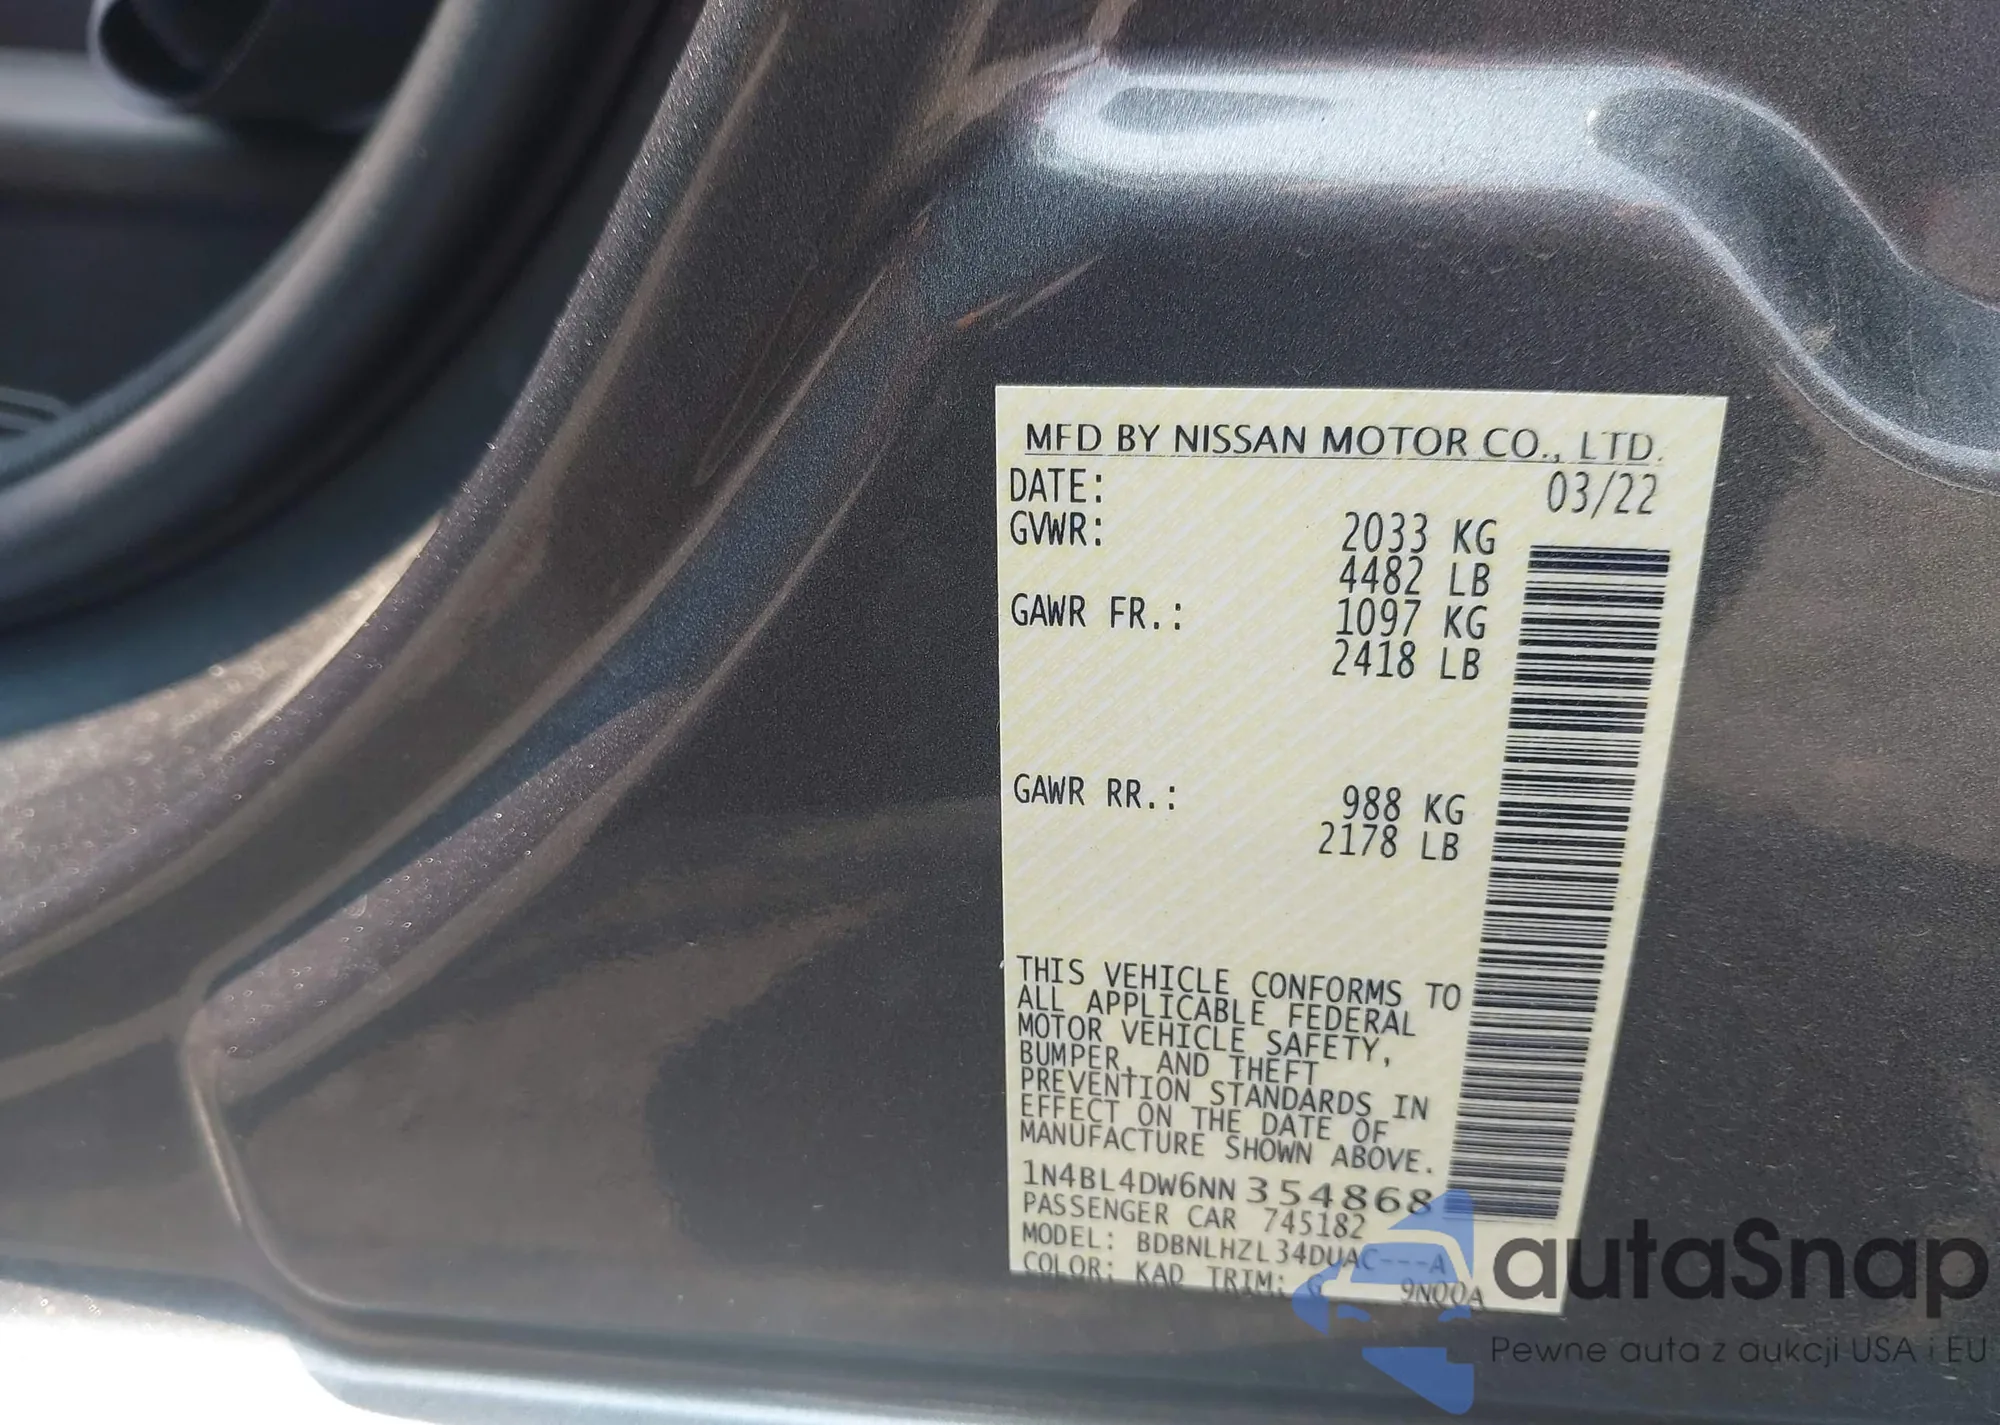 MFD BY NISSAN MOTOR CO., LTD.
DATE: 03/22
GVWR: 2033 KG
4482 LB
GAWR FR.: 1097 KG
2418 LB
GAWR RR.: 988 KG
2178 LB
THIS VEHICLE CONFORMS TO
ALL APPLICABLE FEDERAL
MOTOR VEHICLE SAFETY,
BUMPER, AND THEFT
PREVENTION STANDARDS IN
EFFECT ON THE DATE OF
MANUFACTURE SHOWN ABOVE.
1N4BL4DW6NN354868
PASSENGER CAR 745182
MODEL: BDBNLHZL34DUAC---A
COLOR: KAD TRIM: G 9NQ0A
autaSnap
Pewne auta z aukcji USA i EU